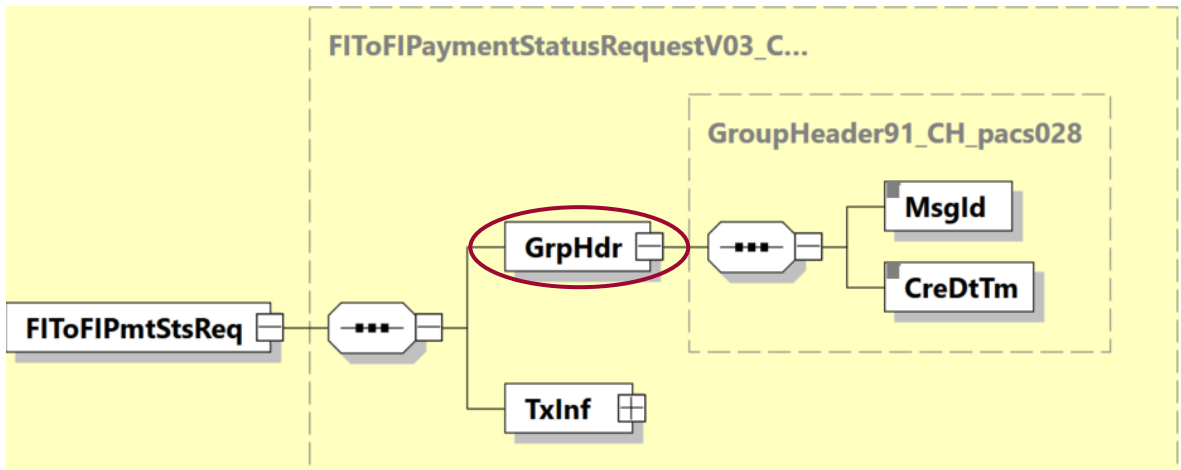 FIToFIPaymentStatusRequestV03_C...
GroupHeader91_CH_pacs028
MsgId
GrpHdr
CreDtTm
FIToFIPmtStsReq
TxInf